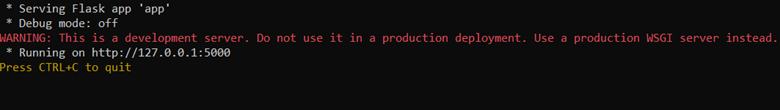 * Serving Flask app 'app'
* Debug mode: off
WARNING: This is a development server. Do not use it in a production deployment. Use a production WSGI server instead.
* Running on http://127.0.0.1:5000
Press CTRL+C to quit